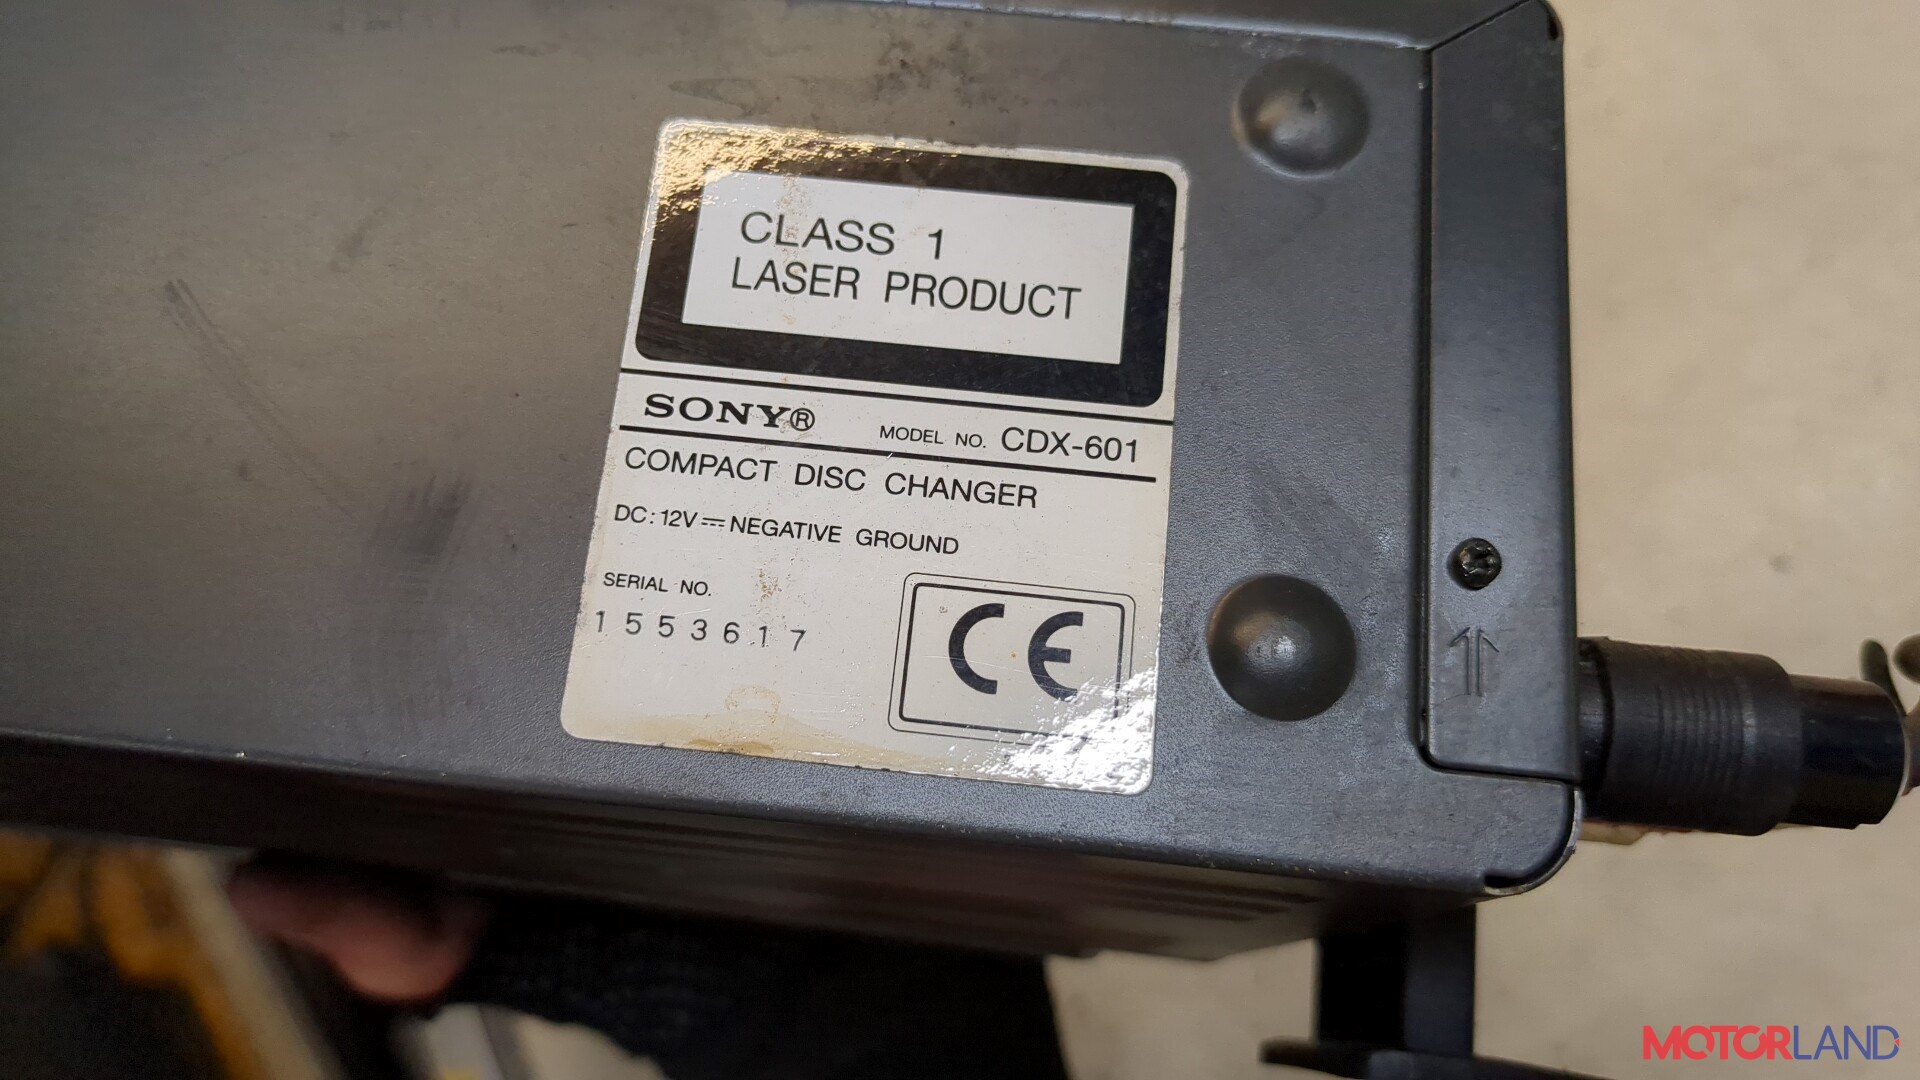 CLASS 1
LASER PRODUCT
SONY®
MODEL NO. CDX-601
COMPACT DISC CHANGER
DC: 12V⎓NEGATIVE GROUND
SERIAL NO.
1553617
CE
MOTORLAND